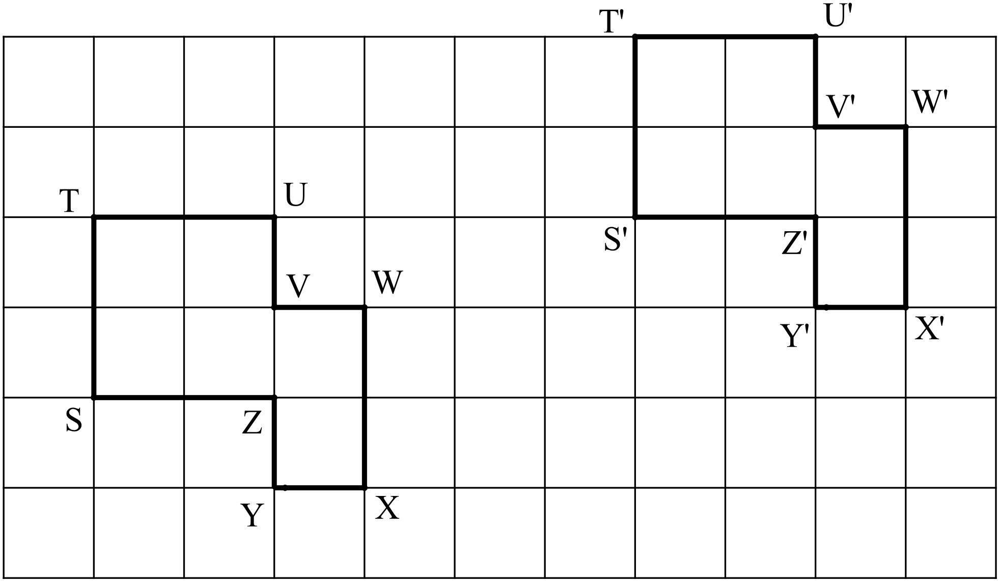 T' U'
V' W'
T U
S' Z'
V W
Y' X'
S Z
Y X